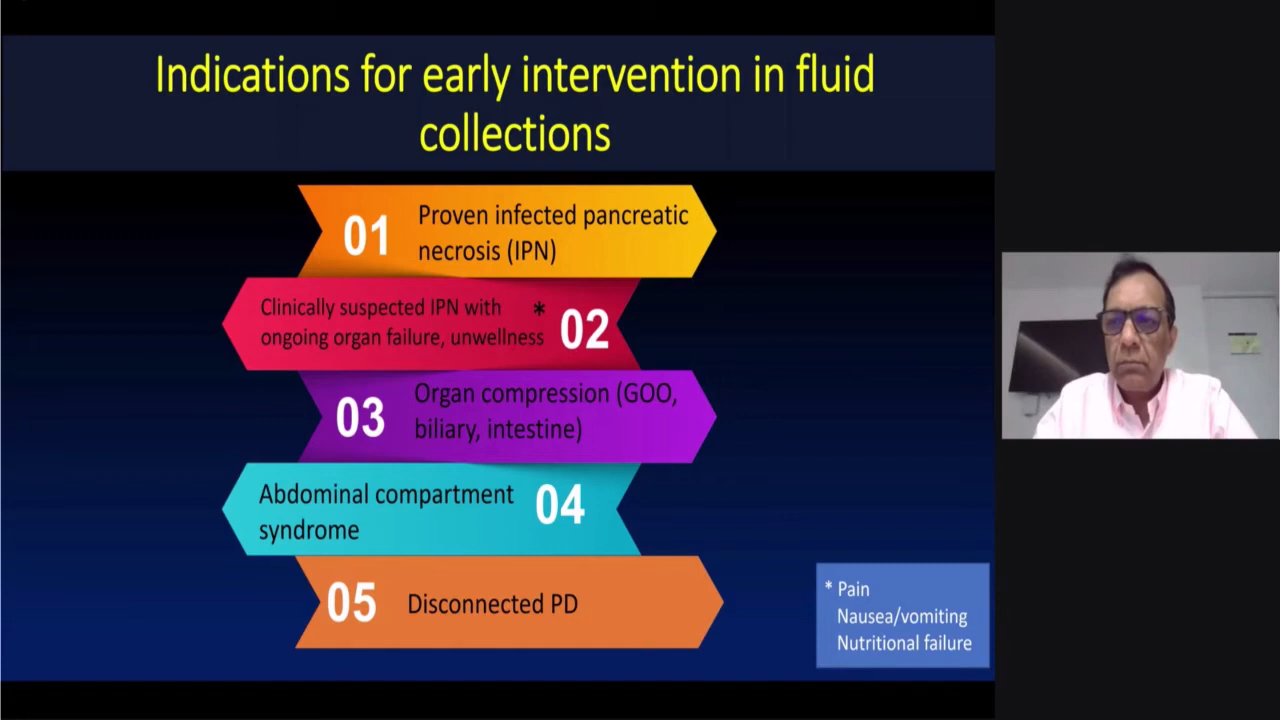 Indications for early intervention in fluid
collections
01
Proven infected pancreatic
necrosis (IPN)
Clinically suspected IPN with *
ongoing organ failure, unwellness
02
03
Organ compression (GOO,
biliary, intestine)
Abdominal compartment
syndrome
04
05
Disconnected PD
* Pain
Nausea/vomiting
Nutritional failure